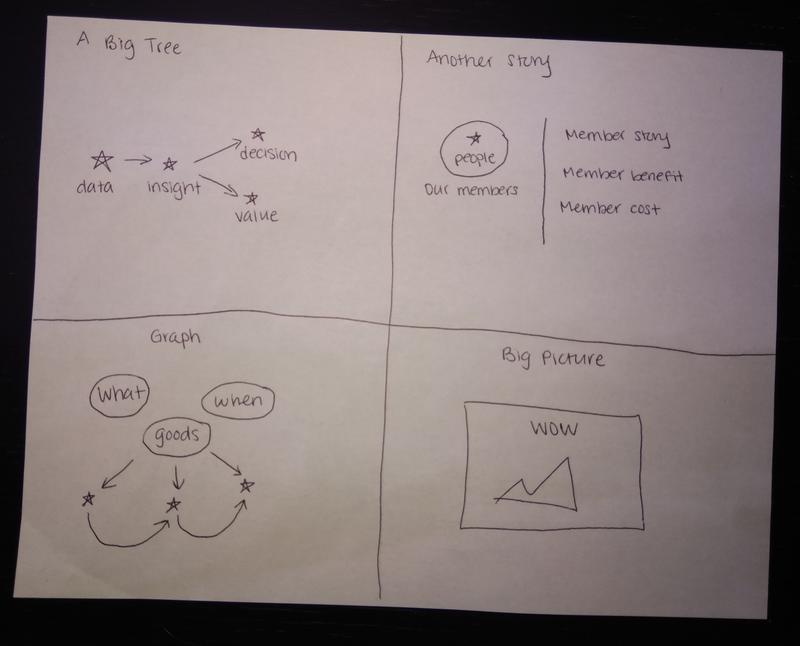 A Big Tree
data
insight
decision
value
Another story
people
our members
Member story
Member benefit
Member cost
Graph
what
when
goods
Big Picture
WOW